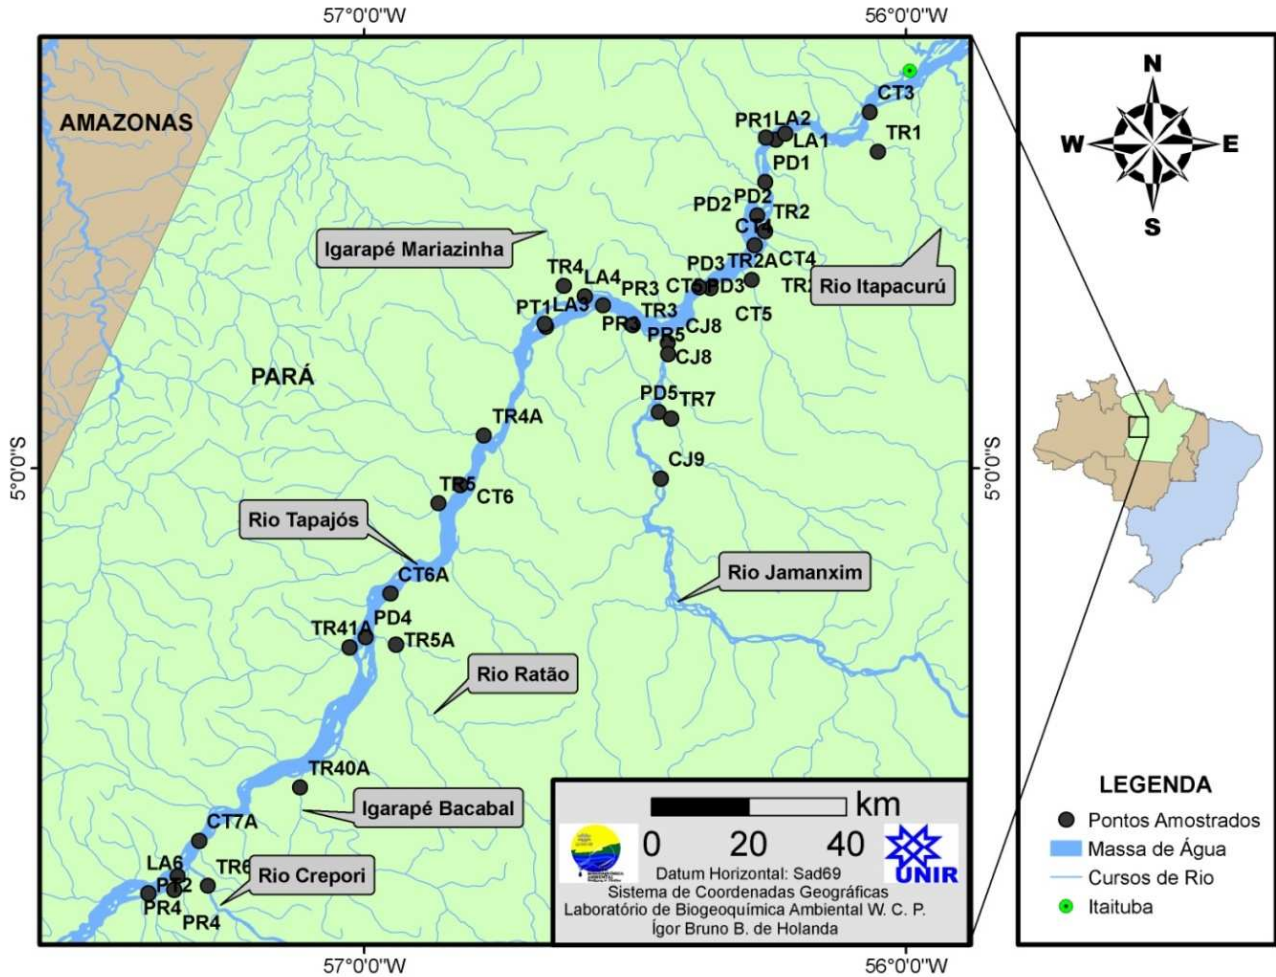 57°0'0"W
56°0'0"W
AMAZONAS
CT3
PR1
LA2
LA1
TR1
PD1
PD2
PD2
TR2
CT4
Igarapé Mariazinha
PD3
TR2A
CT4
TR4
LA4
PR3
CT5
PD3
TR2
Rio Itapacurú
PT1
LA3
PR3
TR3
CJ8
CT5
PR5
CJ8
PARÁ
PD5
TR7
TR4A
CJ9
5°0'0"S
5°0'0"S
TR5
CT6
Rio Tapajós
CT6A
Rio Jamanxim
PD4
TR41A
TR5A
Rio Ratão
TR40A
Igarapé Bacabal
CT7A
LA6
TR6
Rio Crepori
PT2
PR4
PR4
km
0 20 40
UNIR
Datum Horizontal: Sad69
Sistema de Coordenadas Geográficas
Laboratório de Biogeoquímica Ambiental W. C. P.
Ígor Bruno B. de Holanda
57°0'0"W
56°0'0"W
N
W E
S
LEGENDA
Pontos Amostrados
Massa de Água
Cursos de Rio
Itaituba